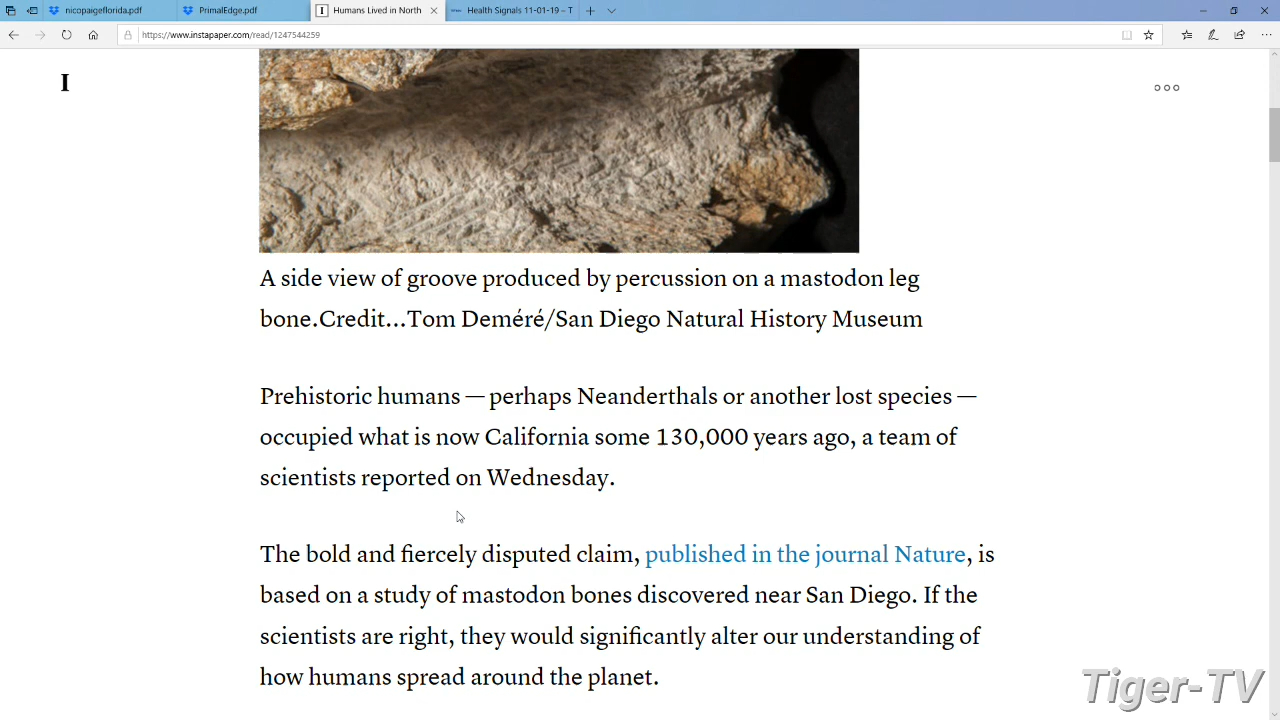 nicopaigeflorida.pdf
PrimalEdge.pdf
I Humans Lived in North
Health Signals 11-01-19 – T
https://www.instapaper.com/read/1247544259
I
A side view of groove produced by percussion on a mastodon leg
bone.Credit...Tom Deméré/San Diego Natural History Museum
Prehistoric humans — perhaps Neanderthals or another lost species —
occupied what is now California some 130,000 years ago, a team of
scientists reported on Wednesday.
The bold and fiercely disputed claim, published in the journal Nature, is
based on a study of mastodon bones discovered near San Diego. If the
scientists are right, they would significantly alter our understanding of
how humans spread around the planet.
Tiger-TV